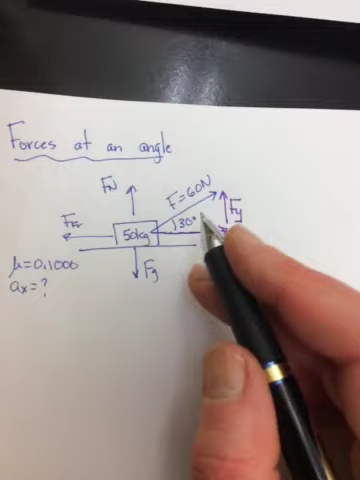 Forces at an angle
FN
F=60N
Fy
Ffr
30°
50kg
Fg
μ=0.1000
ax=?